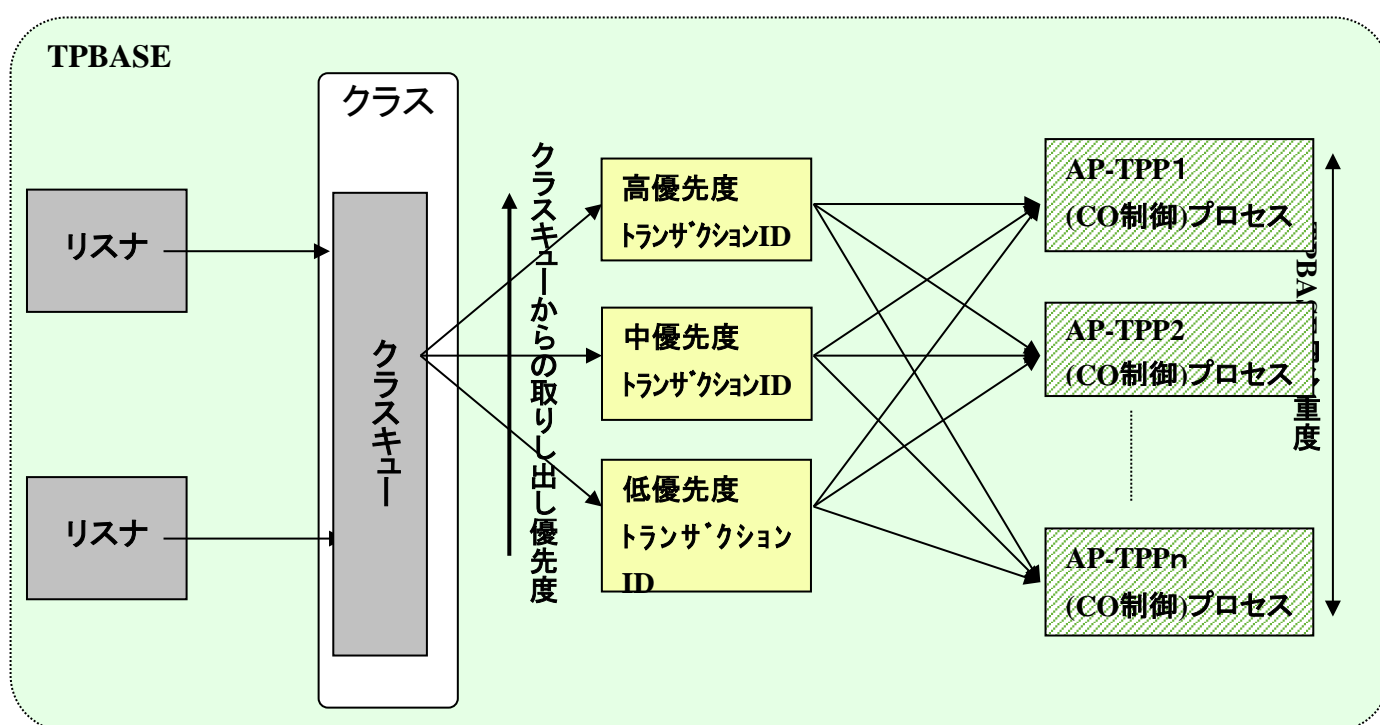 TPBASE
クラス
リスナ
リスナ
クラスキュー
クラスキューからの取りし出し優先度
高優先度
トランザクションID
中優先度
トランザクションID
低優先度
トランザクション
ID
AP-TPP1
(CO制御)プロセス
AP-TPP2
(CO制御)プロセス
AP-TPPn
(CO制御)プロセス
重度